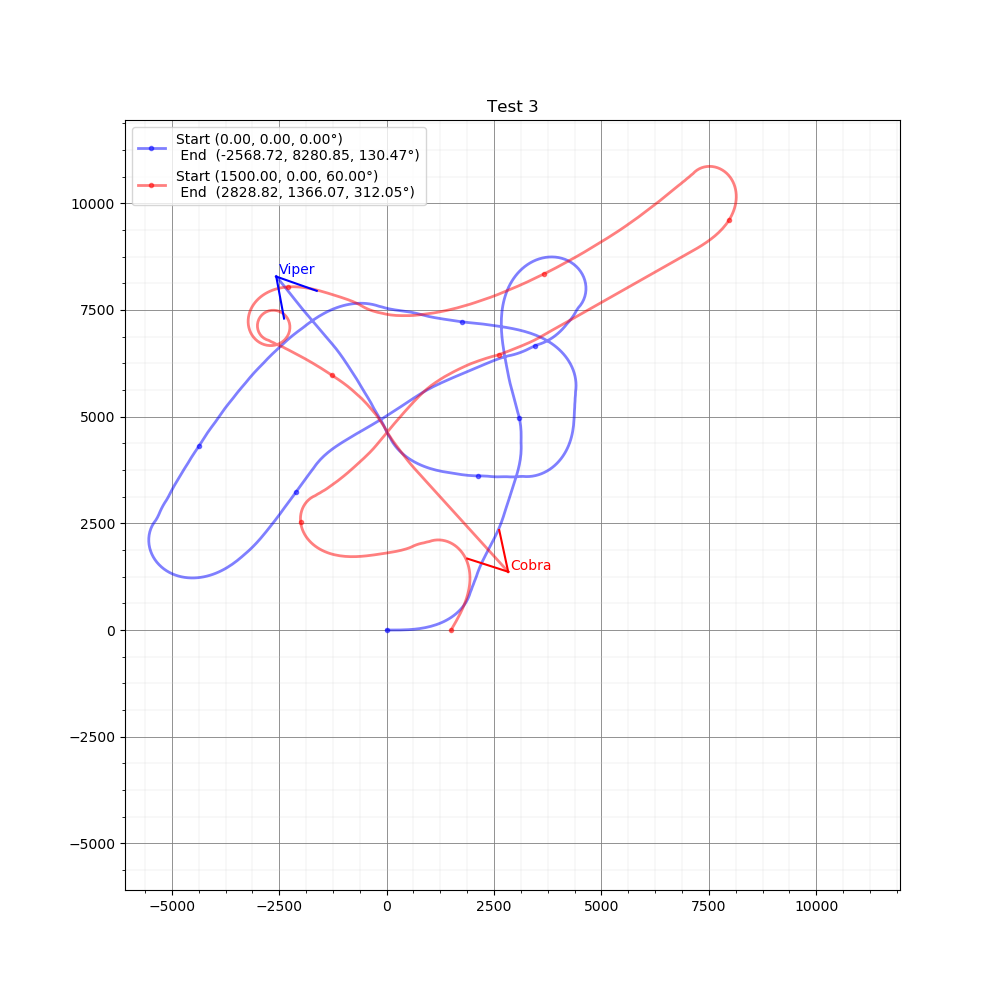 Test 3
Start (0.00, 0.00, 0.00°)
End (-2568.72, 8280.85, 130.47°)
Start (1500.00, 0.00, 60.00°)
End (2828.82, 1366.07, 312.05°)
10000
Viper
7500
5000
2500
Cobra
0
−2500
−5000
−5000 −2500 0 2500 5000 7500 10000